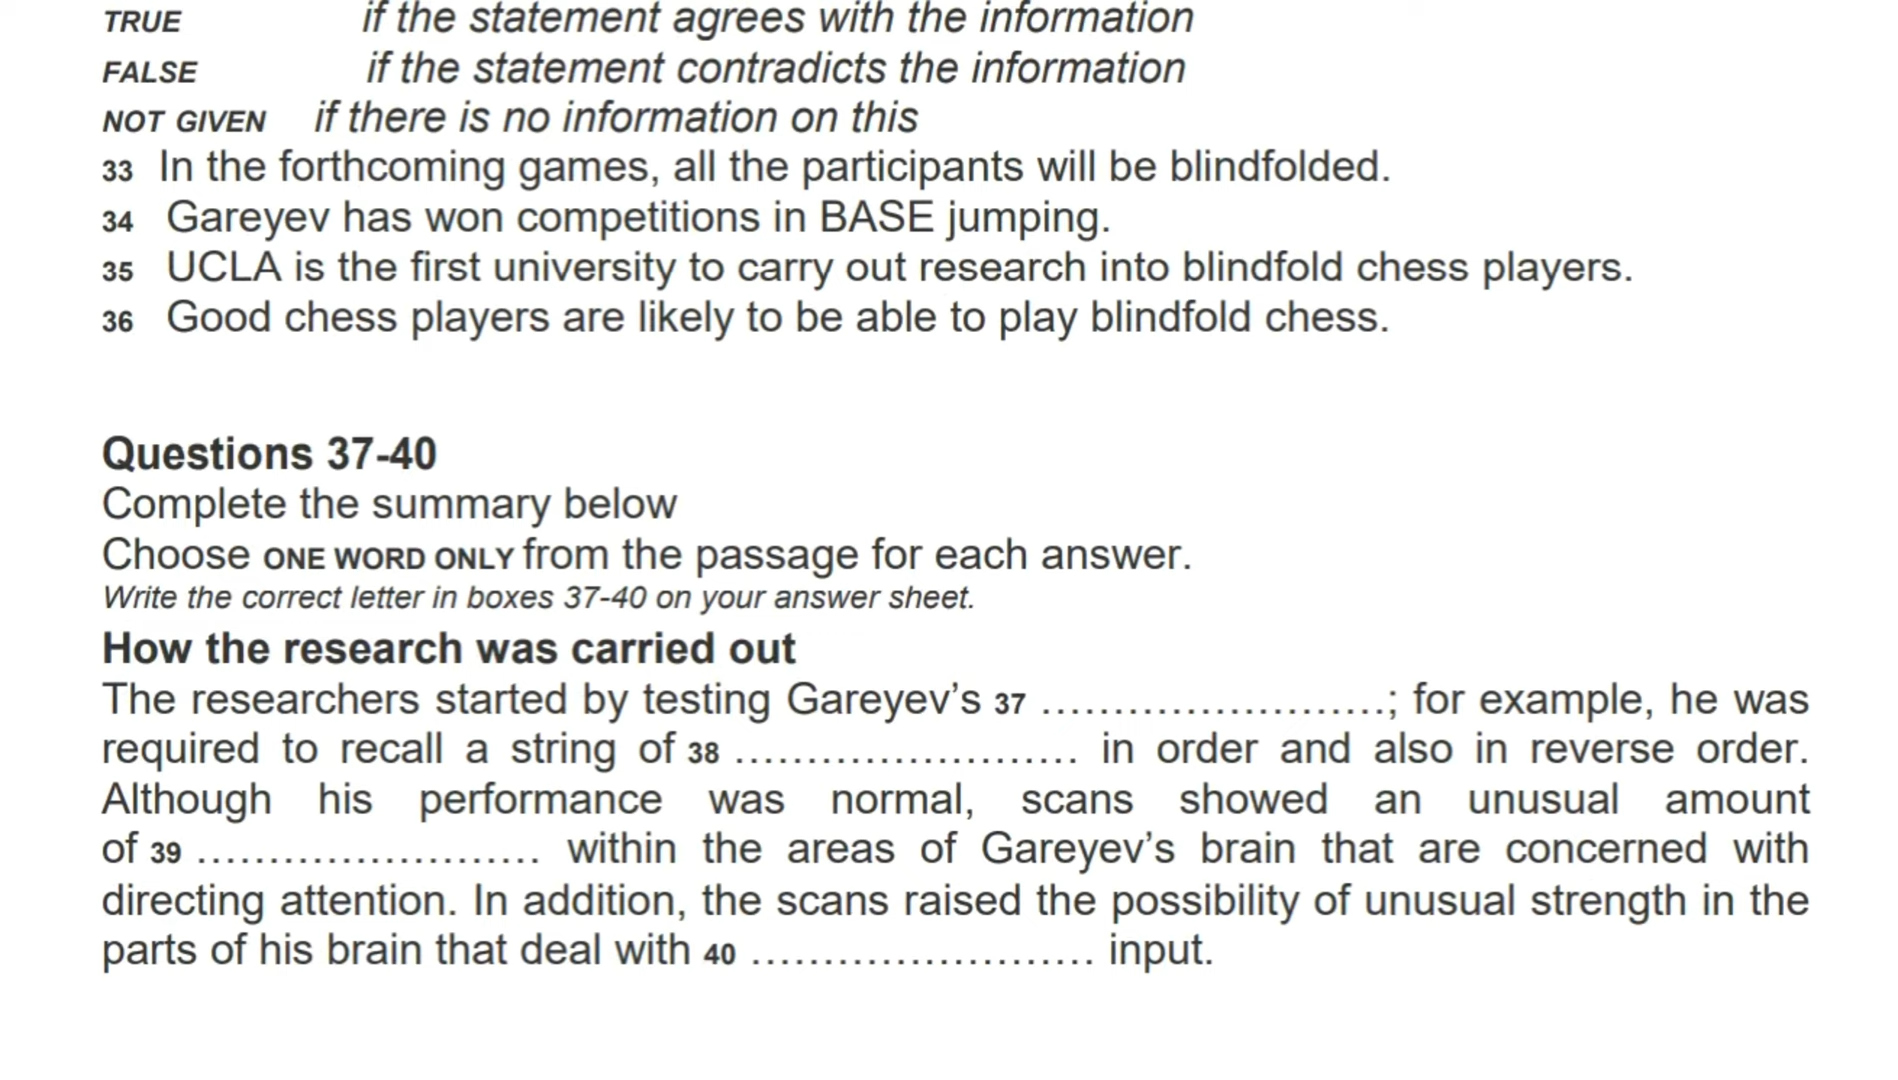 TRUE if the statement agrees with the information
FALSE if the statement contradicts the information
NOT GIVEN if there is no information on this
33 In the forthcoming games, all the participants will be blindfolded.
34 Gareyev has won competitions in BASE jumping.
35 UCLA is the first university to carry out research into blindfold chess players.
36 Good chess players are likely to be able to play blindfold chess.
Questions 37-40
Complete the summary below
Choose ONE WORD ONLY from the passage for each answer.
Write the correct letter in boxes 37-40 on your answer sheet.
How the research was carried out
The researchers started by testing Gareyev’s 37 ........................; for example, he was
required to recall a string of 38 ........................ in order and also in reverse order.
Although his performance was normal, scans showed an unusual amount
of 39 ........................ within the areas of Gareyev’s brain that are concerned with
directing attention. In addition, the scans raised the possibility of unusual strength in the
parts of his brain that deal with 40 ........................ input.